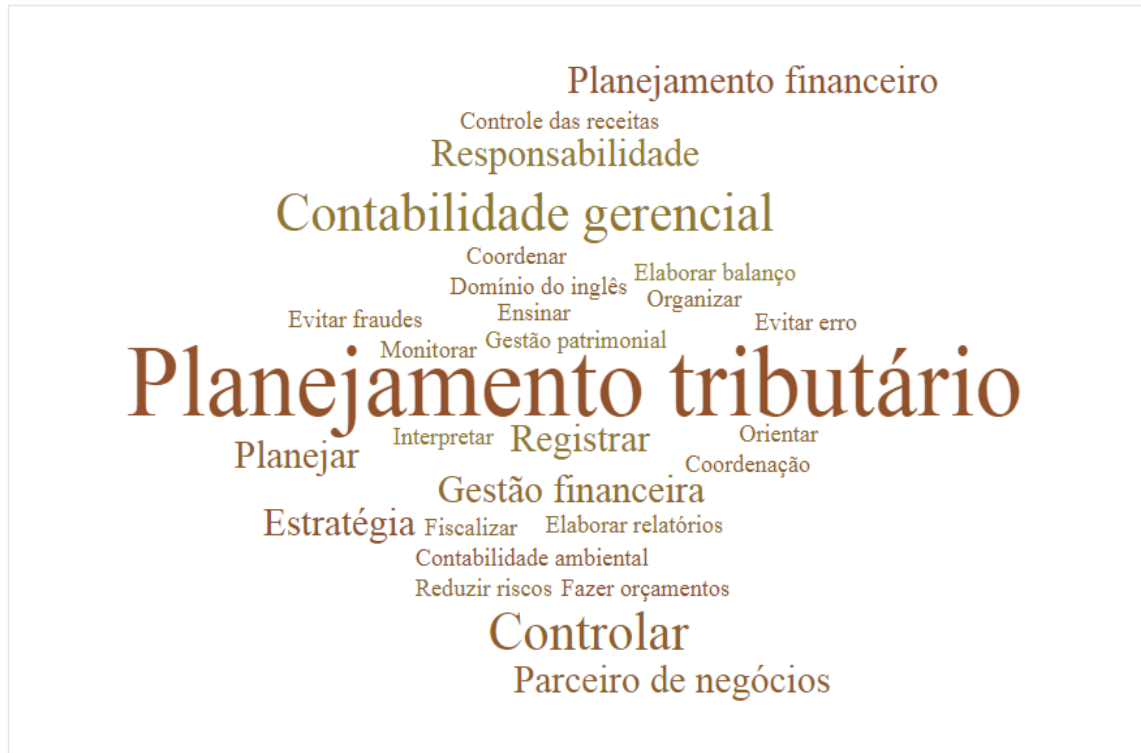 Planejamento financeiro
Controle das receitas
Responsabilidade
Contabilidade gerencial
Coordenar
Elaborar balanço
Domínio do inglês
Organizar
Ensinar
Evitar fraudes
Evitar erro
Gestão patrimonial
Monitorar
Planejamento tributário
Interpretar
Registrar
Orientar
Planejar
Coordenação
Gestão financeira
Estratégia
Fiscalizar
Elaborar relatórios
Contabilidade ambiental
Reduzir riscos
Fazer orçamentos
Controlar
Parceiro de negócios